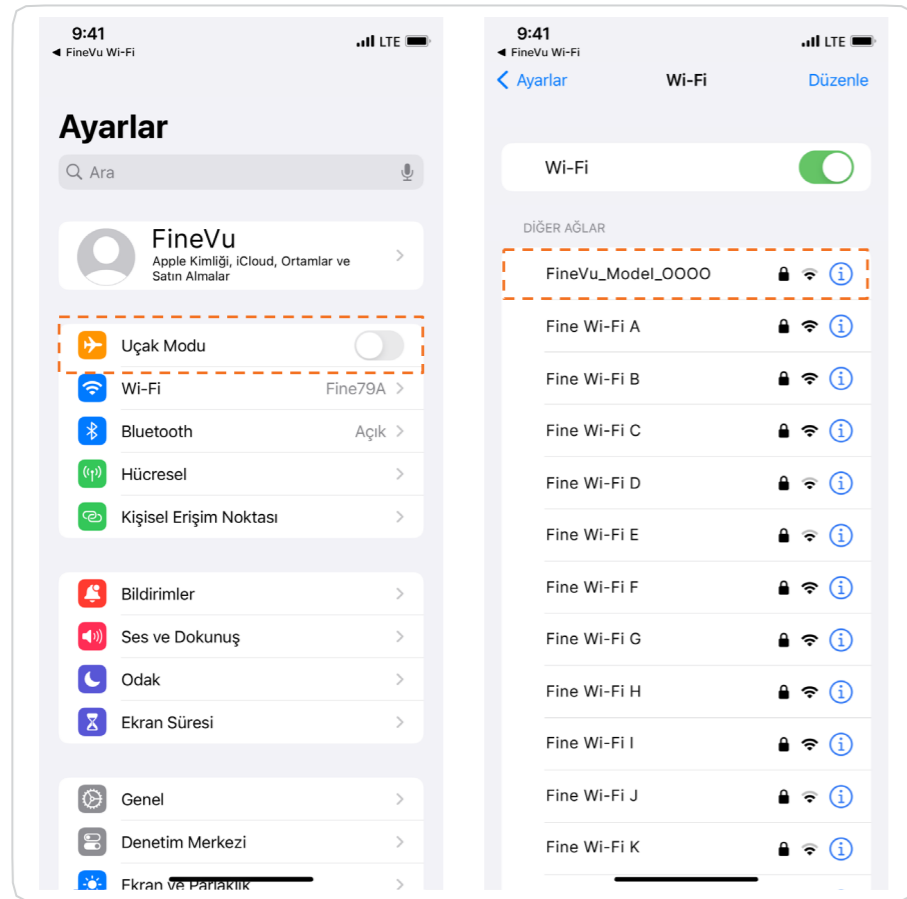 9:41
LTE
◀ FineVu Wi-Fi
Ayarlar
Ara
FineVu
Apple Kimliği, iCloud, Ortamlar ve
Satın Almalar
Uçak Modu
Wi-Fi Fine79A
Bluetooth Açık
Hücresel
Kişisel Erişim Noktası
Bildirimler
Ses ve Dokunuş
Odak
Ekran Süresi
Genel
Denetim Merkezi
Ekran ve Parlaklık
9:41
LTE
◀ FineVu Wi-Fi
Ayarlar Wi-Fi Düzenle
Wi-Fi
DİĞER AĞLAR
FineVu_Model_OOOO
Fine Wi-Fi A
Fine Wi-Fi B
Fine Wi-Fi C
Fine Wi-Fi D
Fine Wi-Fi E
Fine Wi-Fi F
Fine Wi-Fi G
Fine Wi-Fi H
Fine Wi-Fi I
Fine Wi-Fi J
Fine Wi-Fi K